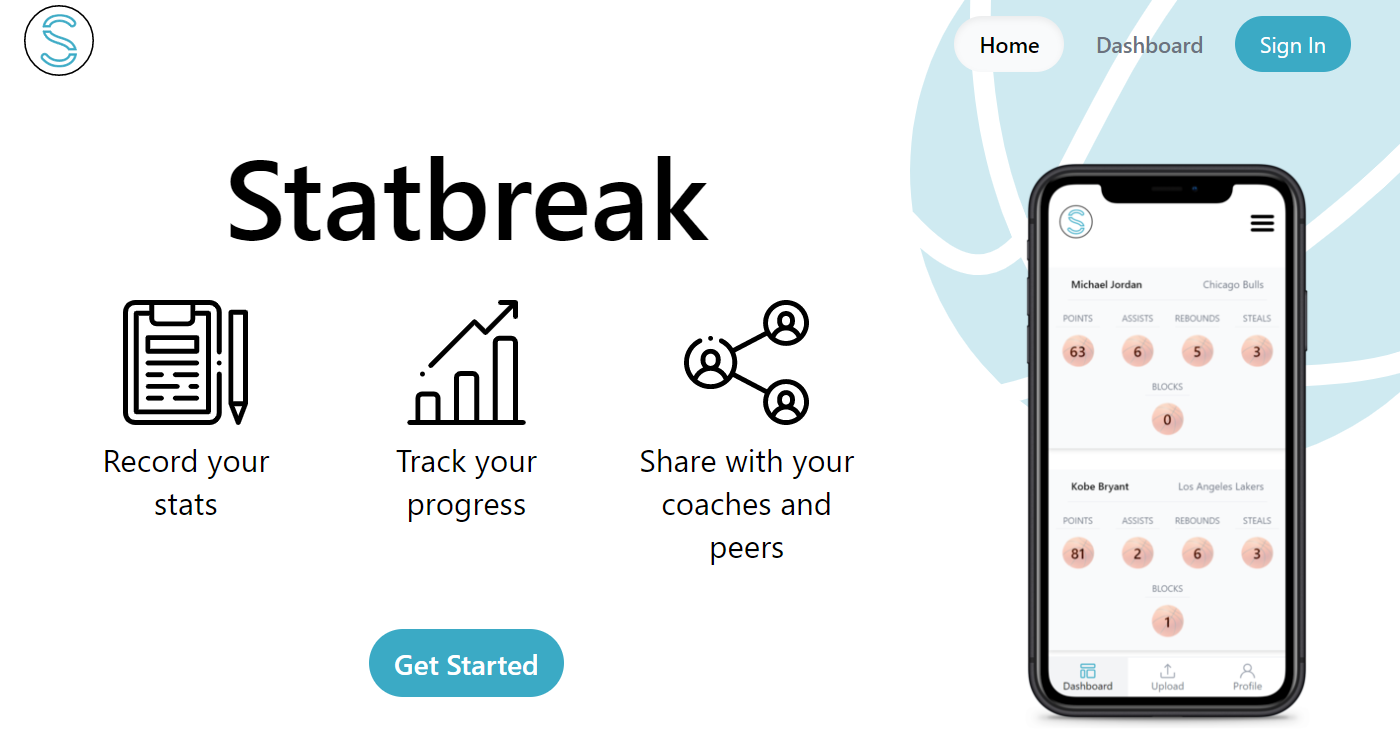 S
Home
Dashboard
Sign In
Statbreak
Record your
stats
Track your
progress
Share with your
coaches and
peers
Get Started
S
Michael Jordan
Chicago Bulls
POINTS
ASSISTS
REBOUNDS
STEALS
63
6
5
3
BLOCKS
0
Kobe Bryant
Los Angeles Lakers
POINTS
ASSISTS
REBOUNDS
STEALS
81
2
6
3
BLOCKS
1
Dashboard
Upload
Profile